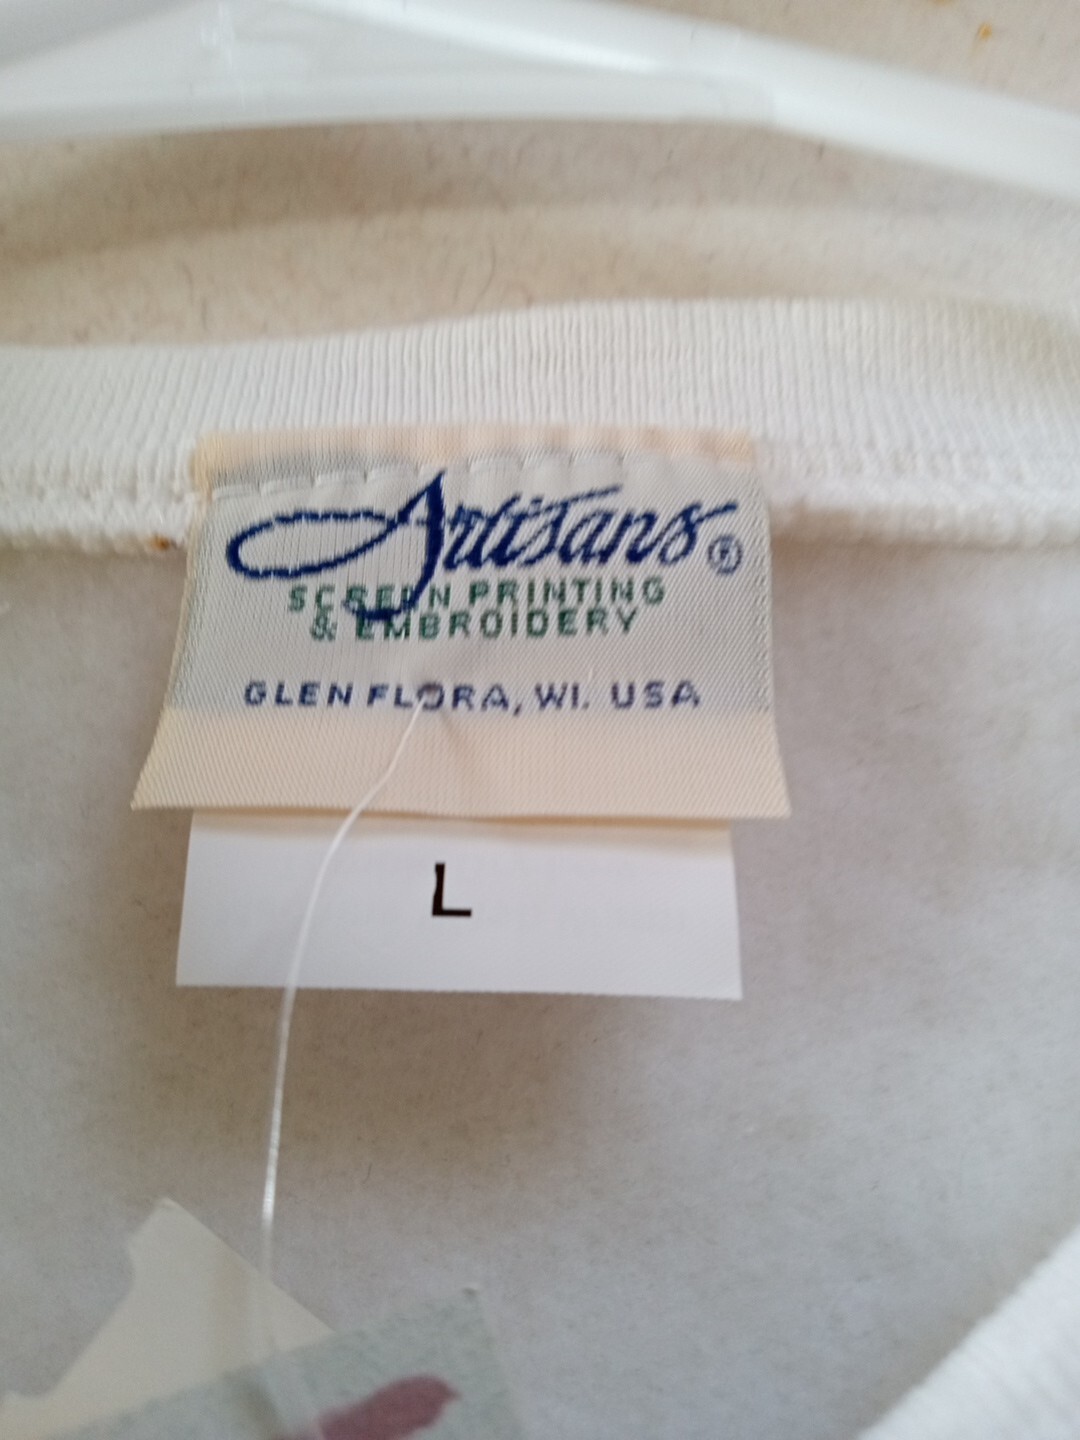 Artisans®
SCREEN PRINTING
& EMBROIDERY
GLEN FLORA, WI. USA
L